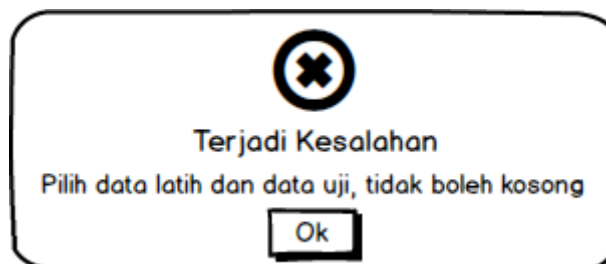 Terjadi Kesalahan
Pilih data latih dan data uji, tidak boleh kosong
Ok